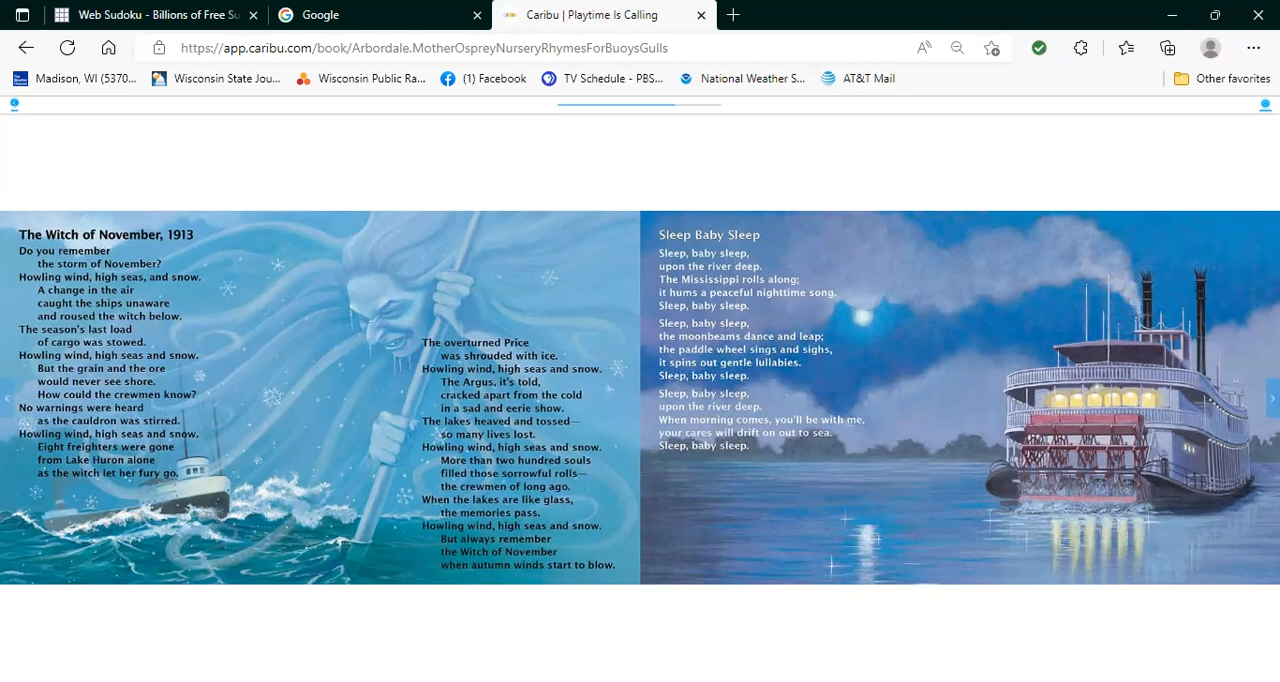 Web Sudoku - Billions of Free Su
Google
Caribu | Playtime Is Calling
https://app.caribu.com/book/Arbordale.MotherOspreyNurseryRhymesForBuoysGulls
Madison, WI (5370...
Wisconsin State Jou...
Wisconsin Public Ra...
(1) Facebook
TV Schedule - PBS...
National Weather S...
AT&T Mail
Other favorites
The Witch of November, 1913
Do you remember
the storm of November?
Howling wind, high seas, and snow.
A change in the air
caught the ships unaware
and roused the witch below.
The season's last load
of cargo was stowed.
Howling wind, high seas and snow.
But the grain and the ore
would never see shore.
How could the crewmen know?
No warnings were heard
as the cauldron was stirred.
Howling wind, high seas and snow.
Eight freighters were gone
from Lake Huron alone
as the witch let her fury go.
The overturned Price
was shrouded with ice.
Howling wind, high seas and snow.
The Argus, it's told,
cracked apart from the cold
in a sad and eerie show.
The lakes heaved and tossed—
so many lives lost.
Howling wind, high seas and snow.
More than two hundred souls
filled those sorrowful rolls—
the crewmen of long ago.
When the lakes are like glass,
the memories pass.
Howling wind, high seas and snow.
But always remember
the Witch of November
when autumn winds start to blow.
Sleep Baby Sleep
Sleep, baby sleep,
upon the river deep.
The Mississippi rolls along;
it hums a peaceful nighttime song.
Sleep, baby sleep.
Sleep, baby sleep,
the moonbeams dance and leap;
the paddle wheel sings and sighs,
it spins out gentle lullabies.
Sleep, baby sleep.
Sleep, baby sleep,
upon the river deep.
When morning comes, you'll be with me,
your cares will drift on out to sea.
Sleep, baby sleep.